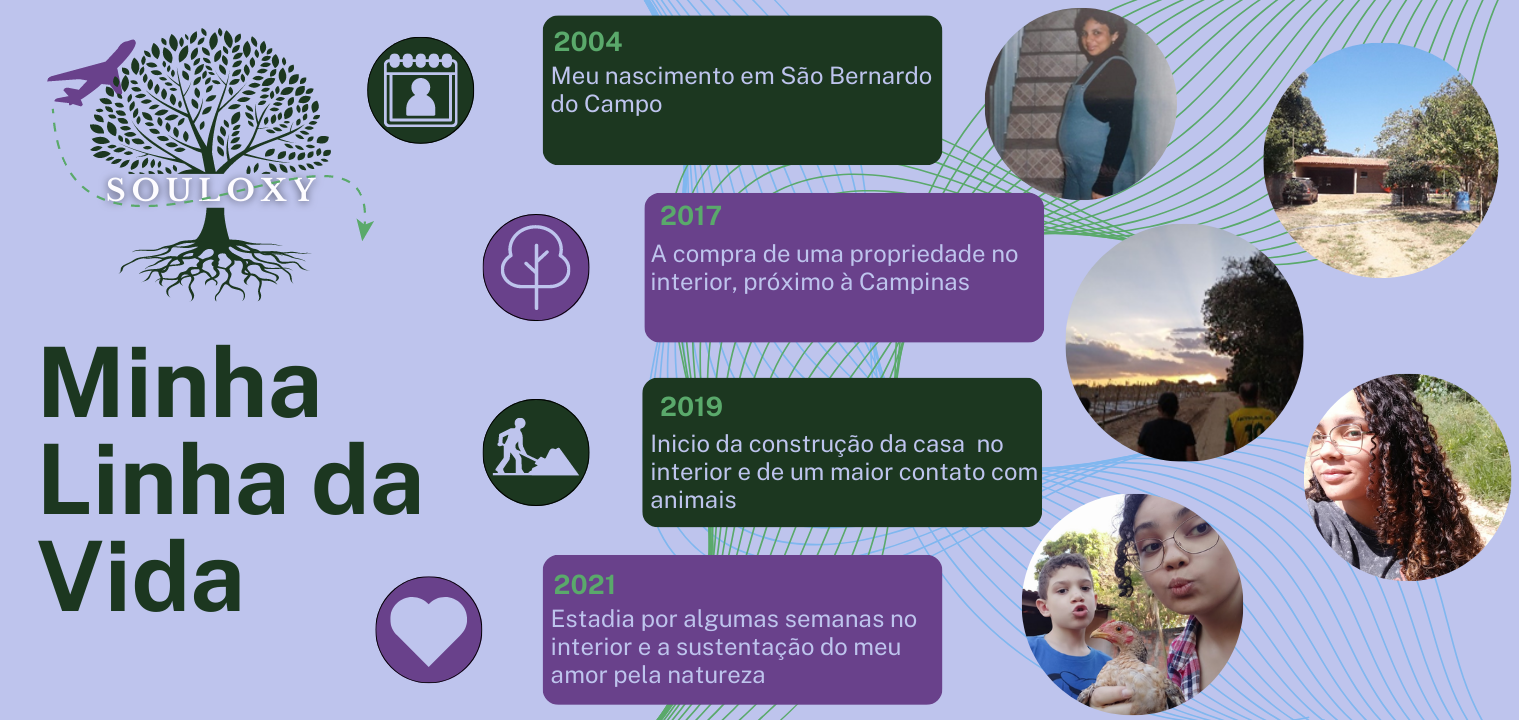 SOULOXY
Minha
Linha da
Vida
2004
Meu nascimento em São Bernardo
do Campo
2017
A compra de uma propriedade no
interior, próximo à Campinas
2019
Inicio da construção da casa  no
interior e de um maior contato com
animais
2021
Estadia por algumas semanas no
interior e a sustentação do meu
amor pela natureza